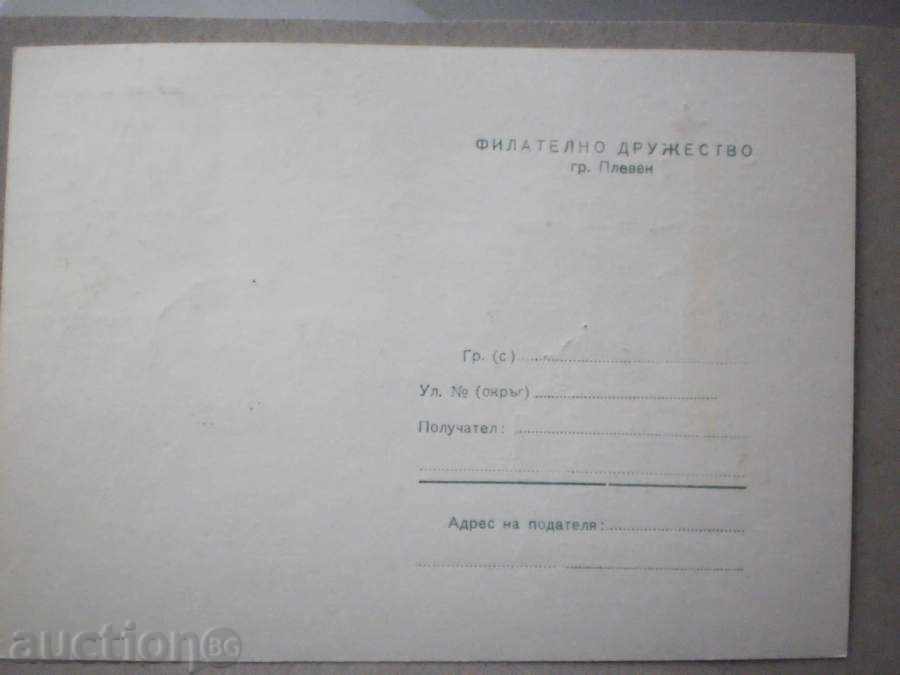 ФИЛАТЕЛНО ДРУЖЕСТВО
гр. Плевен
Гр. (с)
Ул. № (окръг)
Получател:
Адрес на подателя:
auction BG